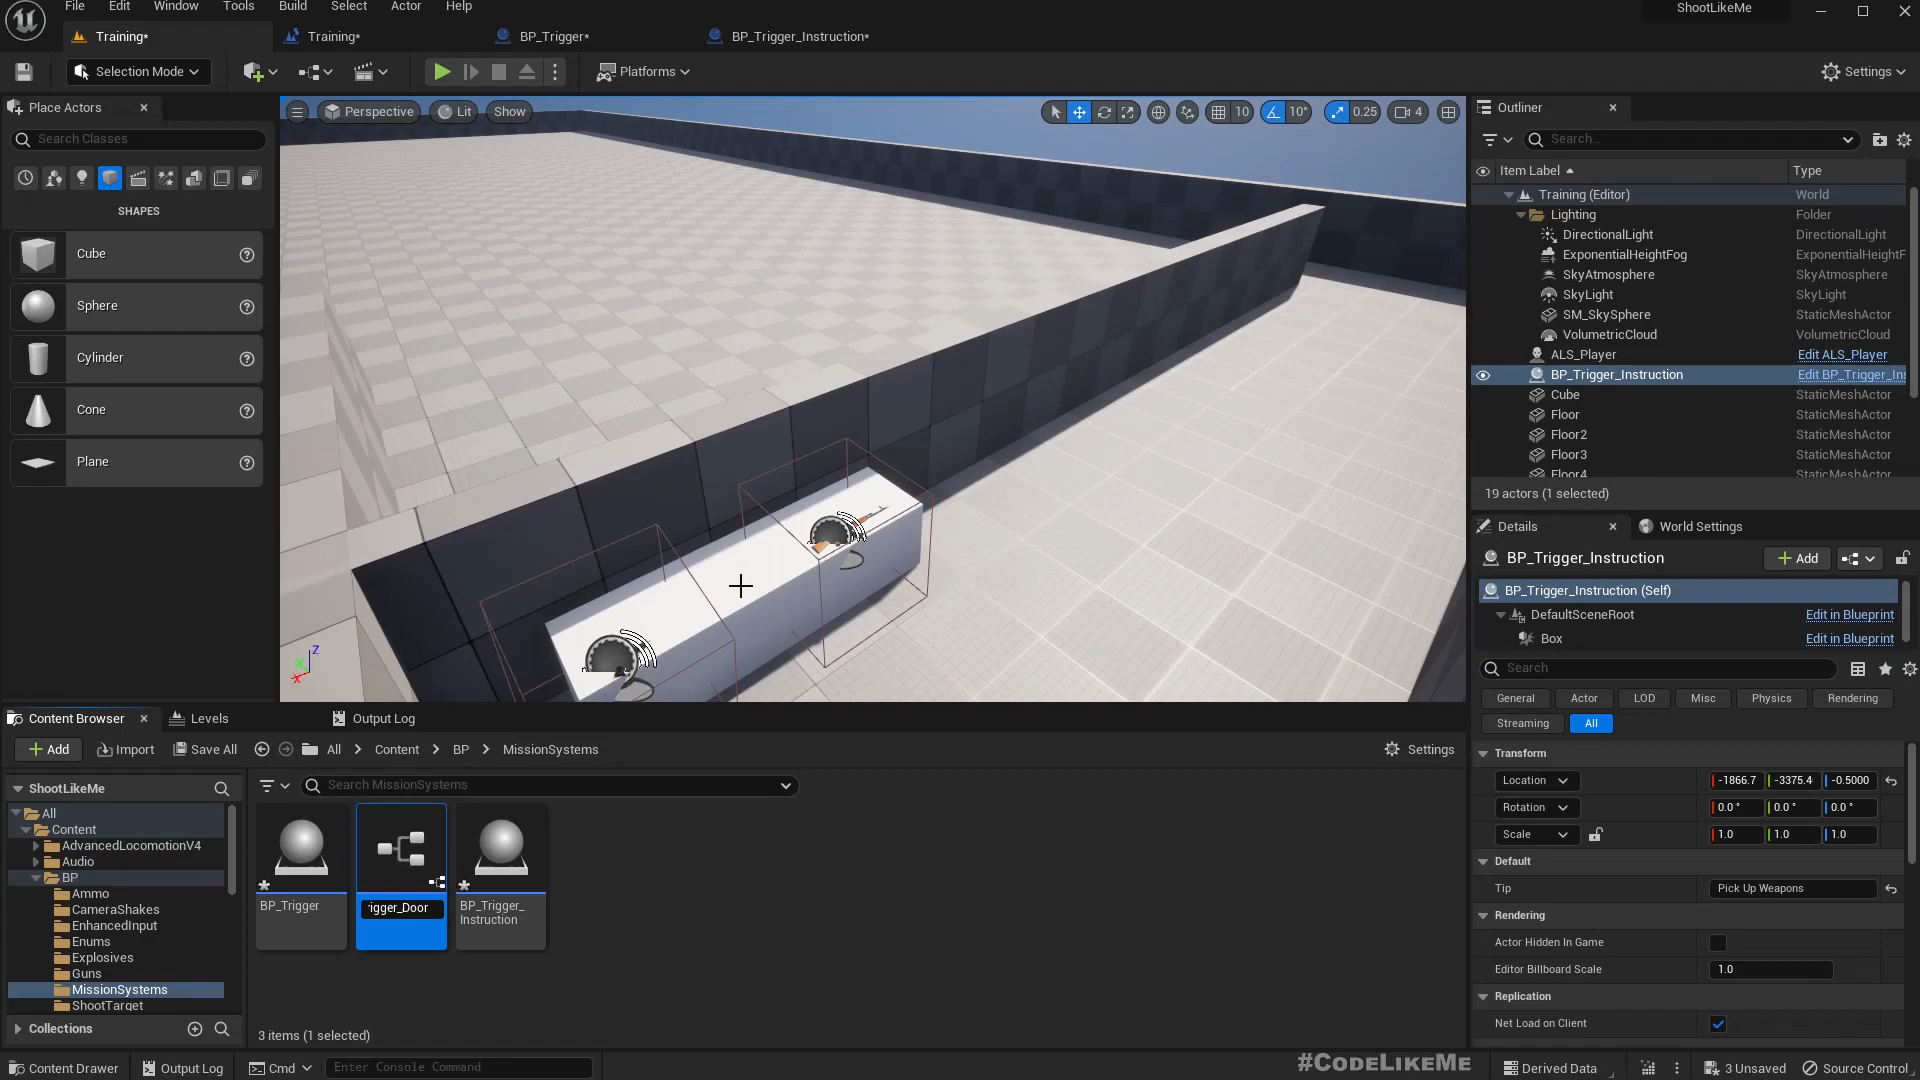 File Edit Window Tools Build Select Actor Help
ShootLikeMe
Training*
Training*
BP_Trigger*
BP_Trigger_Instruction*
Selection Mode
Platforms
Settings
Place Actors
Search Classes
SHAPES
Cube
Sphere
Cylinder
Cone
Plane
Perspective
Lit
Show
10
10°
0.25
4
Outliner
Search...
Item Label
Type
Training (Editor) World
Lighting Folder
DirectionalLight DirectionalLight
ExponentialHeightFog ExponentialHeightF
SkyAtmosphere SkyAtmosphere
SkyLight SkyLight
SM_SkySphere StaticMeshActor
VolumetricCloud VolumetricCloud
ALS_Player Edit ALS_Player
BP_Trigger_Instruction Edit BP_Trigger_Ins
Cube StaticMeshActor
Floor StaticMeshActor
Floor2 StaticMeshActor
Floor3 StaticMeshActor
Floor4 StaticMeshActor
19 actors (1 selected)
Details
World Settings
BP_Trigger_Instruction
Add
BP_Trigger_Instruction (Self)
DefaultSceneRoot Edit in Blueprint
Box Edit in Blueprint
Search
General Actor LOD Misc Physics Rendering
Streaming All
Transform
Location -1866.7 -3375.4 -0.5000
Rotation 0.0 ° 0.0 ° 0.0 °
Scale 1.0 1.0 1.0
Default
Tip Pick Up Weapons
Rendering
Actor Hidden In Game
Editor Billboard Scale 1.0
Replication
Net Load on Client
Z
X
Content Browser
Levels
Output Log
Add
Import
Save All
All > Content > BP > MissionSystems
Settings
ShootLikeMe
Search MissionSystems
All
Content
AdvancedLocomotionV4
Audio
BP
Ammo
CameraShakes
EnhancedInput
Enums
Explosives
Guns
MissionSystems
ShootTarget
Collections
BP_Trigger
rigger_Door
BP_Trigger_
Instruction
3 items (1 selected)
#CODELIKEME
Content Drawer
Output Log
Cmd
Enter Console Command
Derived Data
3 Unsaved
Source Control